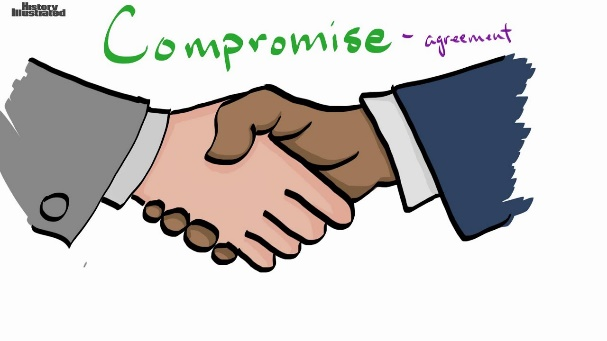 History
Illustrated
Compromise - agreement